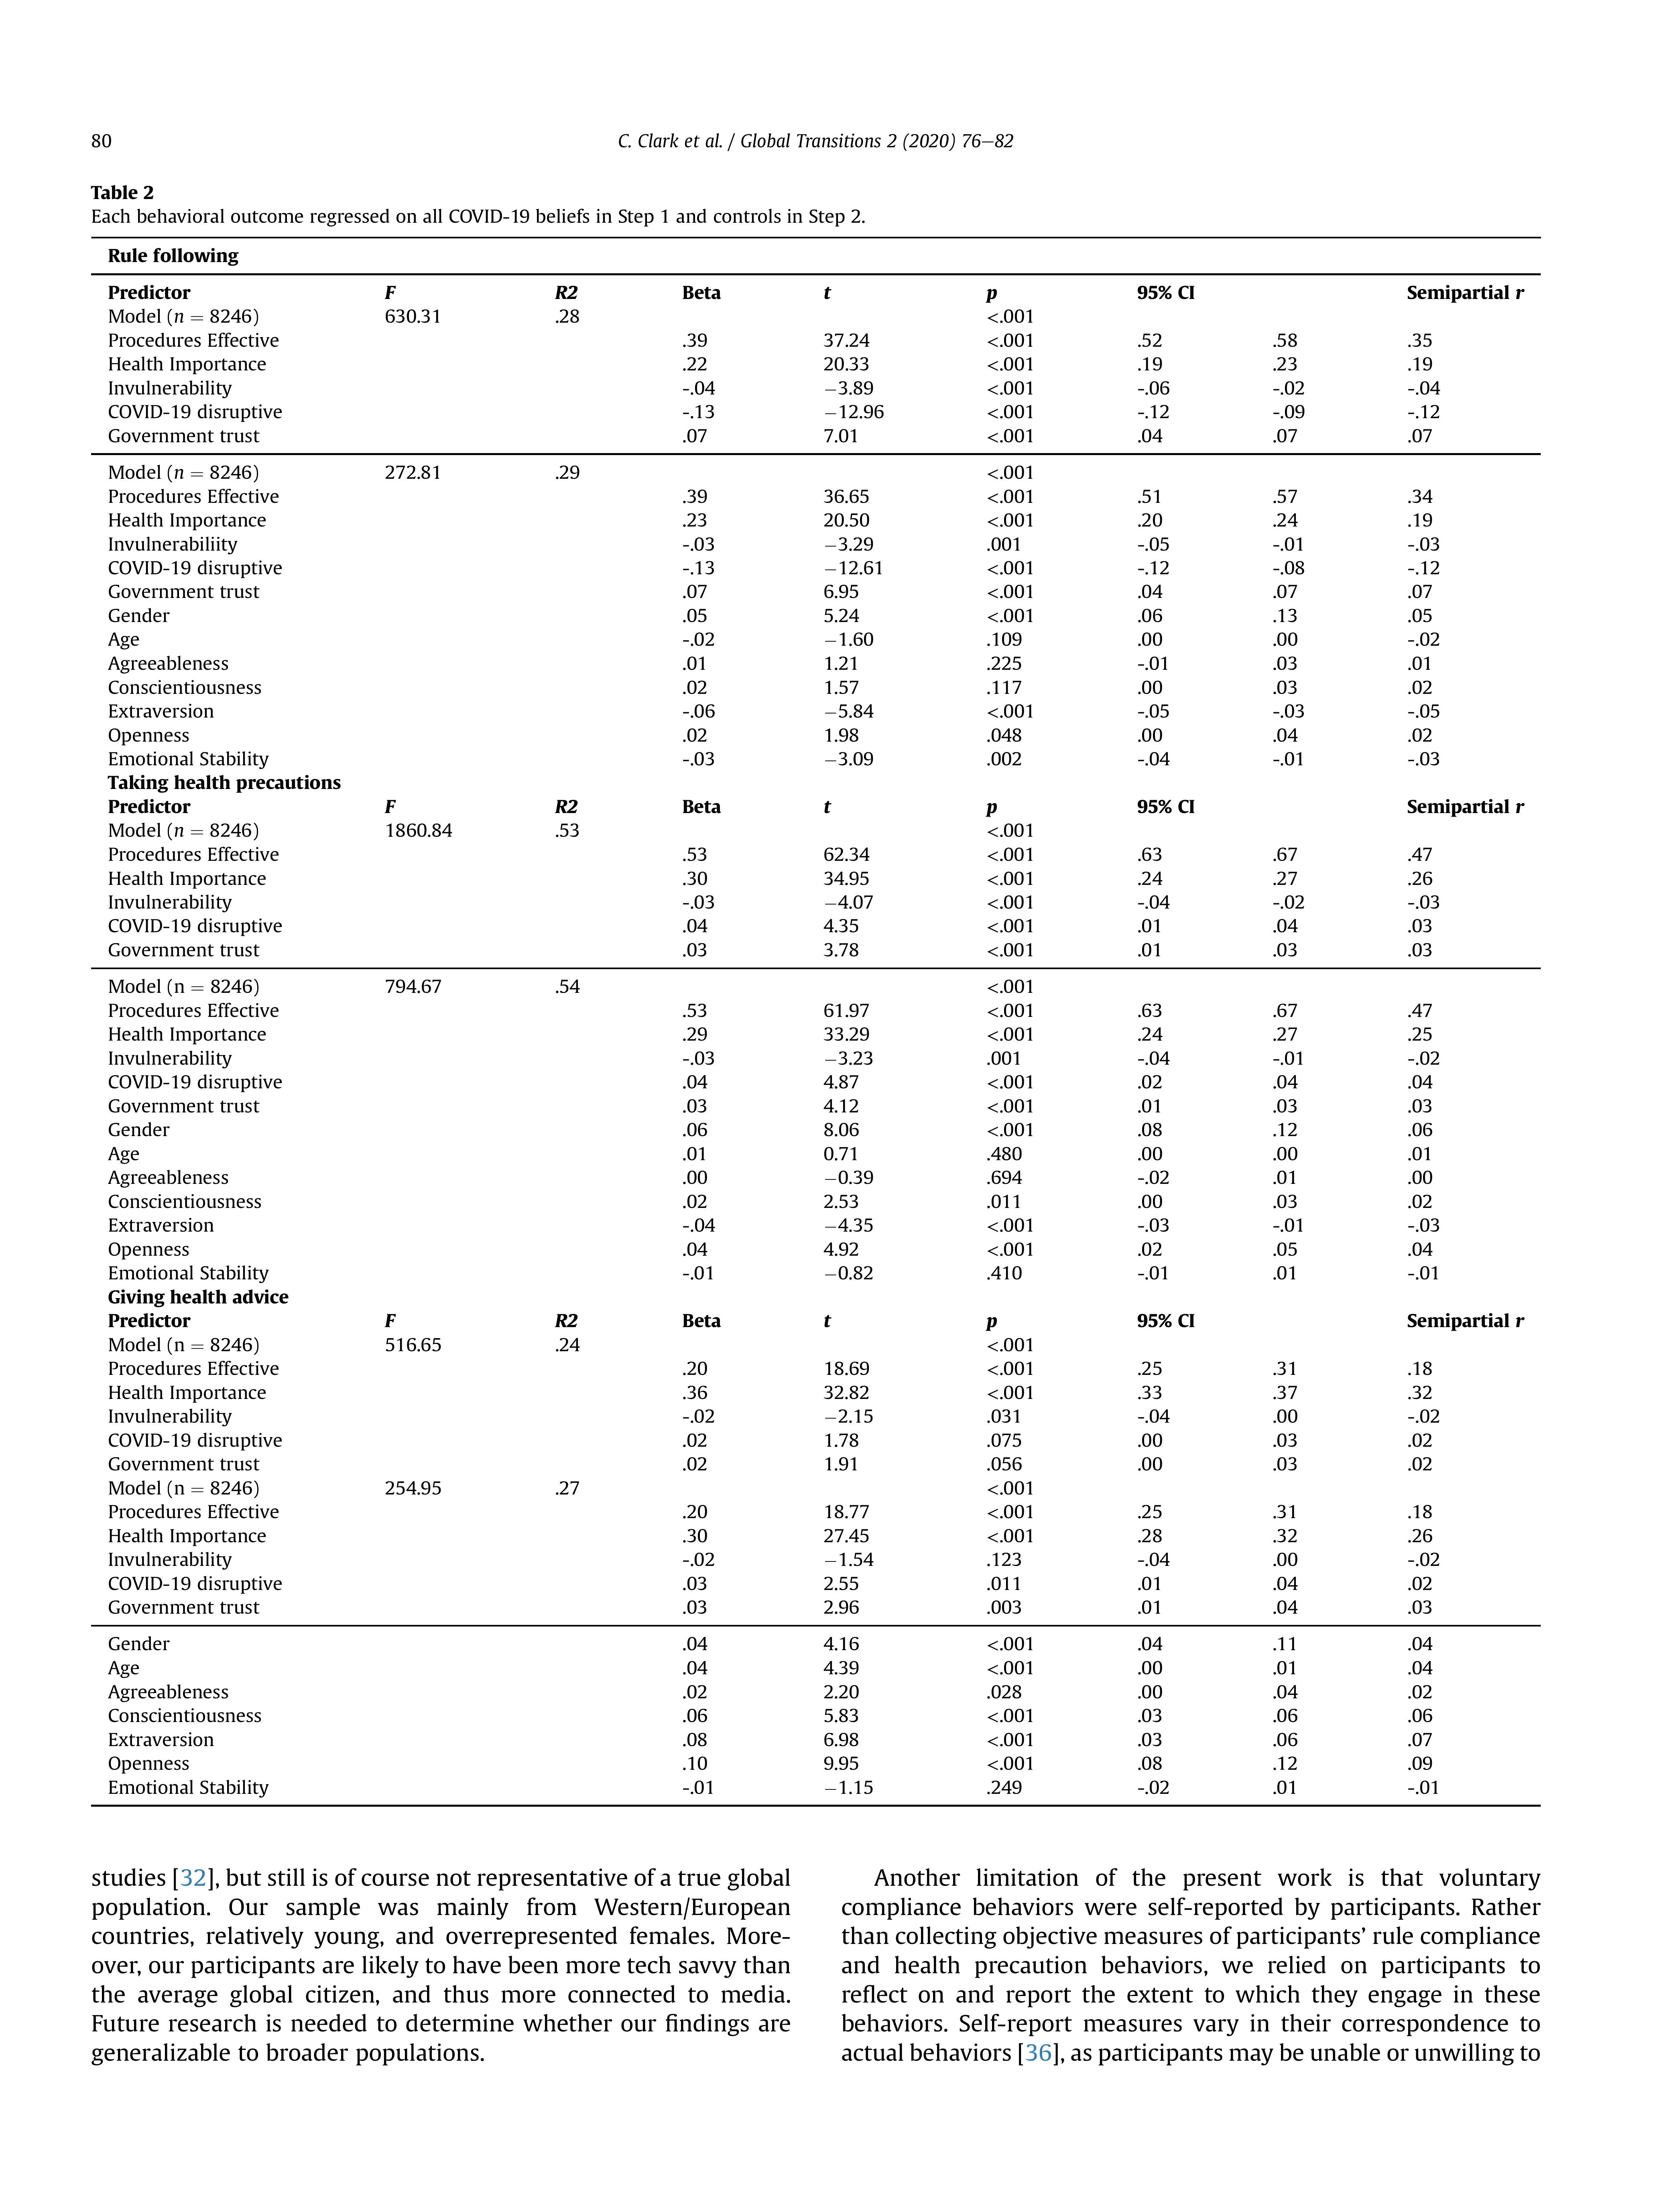 80
C. Clark et al. / Global Transitions 2 (2020) 76–82
Table 2
Each behavioral outcome regressed on all COVID-19 beliefs in Step 1 and controls in Step 2.
Rule following
Predictor F R2 Beta t p 95% CI Semipartial r
Model (n = 8246) 630.31 .28 <.001
Procedures Effective .39 37.24 <.001 .52 .58 .35
Health Importance .22 20.33 <.001 .19 .23 .19
Invulnerability -.04 −3.89 <.001 -.06 -.02 -.04
COVID-19 disruptive -.13 −12.96 <.001 -.12 -.09 -.12
Government trust .07 7.01 <.001 .04 .07 .07
Model (n = 8246) 272.81 .29 <.001
Procedures Effective .39 36.65 <.001 .51 .57 .34
Health Importance .23 20.50 <.001 .20 .24 .19
Invulnerabiliity -.03 −3.29 .001 -.05 -.01 -.03
COVID-19 disruptive -.13 −12.61 <.001 -.12 -.08 -.12
Government trust .07 6.95 <.001 .04 .07 .07
Gender .05 5.24 <.001 .06 .13 .05
Age -.02 −1.60 .109 .00 .00 -.02
Agreeableness .01 1.21 .225 -.01 .03 .01
Conscientiousness .02 1.57 .117 .00 .03 .02
Extraversion -.06 −5.84 <.001 -.05 -.03 -.05
Openness .02 1.98 .048 .00 .04 .02
Emotional Stability -.03 −3.09 .002 -.04 -.01 -.03
Taking health precautions
Predictor F R2 Beta t p 95% CI Semipartial r
Model (n = 8246) 1860.84 .53 <.001
Procedures Effective .53 62.34 <.001 .63 .67 .47
Health Importance .30 34.95 <.001 .24 .27 .26
Invulnerability -.03 −4.07 <.001 -.04 -.02 -.03
COVID-19 disruptive .04 4.35 <.001 .01 .04 .03
Government trust .03 3.78 <.001 .01 .03 .03
Model (n = 8246) 794.67 .54 <.001
Procedures Effective .53 61.97 <.001 .63 .67 .47
Health Importance .29 33.29 <.001 .24 .27 .25
Invulnerability -.03 −3.23 .001 -.04 -.01 -.02
COVID-19 disruptive .04 4.87 <.001 .02 .04 .04
Government trust .03 4.12 <.001 .01 .03 .03
Gender .06 8.06 <.001 .08 .12 .06
Age .01 0.71 .480 .00 .00 .01
Agreeableness .00 −0.39 .694 -.02 .01 .00
Conscientiousness .02 2.53 .011 .00 .03 .02
Extraversion -.04 −4.35 <.001 -.03 -.01 -.03
Openness .04 4.92 <.001 .02 .05 .04
Emotional Stability -.01 −0.82 .410 -.01 .01 -.01
Giving health advice
Predictor F R2 Beta t p 95% CI Semipartial r
Model (n = 8246) 516.65 .24 <.001
Procedures Effective .20 18.69 <.001 .25 .31 .18
Health Importance .36 32.82 <.001 .33 .37 .32
Invulnerability -.02 −2.15 .031 -.04 .00 -.02
COVID-19 disruptive .02 1.78 .075 .00 .03 .02
Government trust .02 1.91 .056 .00 .03 .02
Model (n = 8246) 254.95 .27 <.001
Procedures Effective .20 18.77 <.001 .25 .31 .18
Health Importance .30 27.45 <.001 .28 .32 .26
Invulnerability -.02 −1.54 .123 -.04 .00 -.02
COVID-19 disruptive .03 2.55 .011 .01 .04 .02
Government trust .03 2.96 .003 .01 .04 .03
Gender .04 4.16 <.001 .04 .11 .04
Age .04 4.39 <.001 .00 .01 .04
Agreeableness .02 2.20 .028 .00 .04 .02
Conscientiousness .06 5.83 <.001 .03 .06 .06
Extraversion .08 6.98 <.001 .03 .06 .07
Openness .10 9.95 <.001 .08 .12 .09
Emotional Stability -.01 −1.15 .249 -.02 .01 -.01
studies [32], but still is of course not representative of a true global
population. Our sample was mainly from Western/European
countries, relatively young, and overrepresented females. More-
over, our participants are likely to have been more tech savvy than
the average global citizen, and thus more connected to media.
Future research is needed to determine whether our findings are
generalizable to broader populations.
Another limitation of the present work is that voluntary
compliance behaviors were self-reported by participants. Rather
than collecting objective measures of participants' rule compliance
and health precaution behaviors, we relied on participants to
reflect on and report the extent to which they engage in these
behaviors. Self-report measures vary in their correspondence to
actual behaviors [36], as participants may be unable or unwilling to